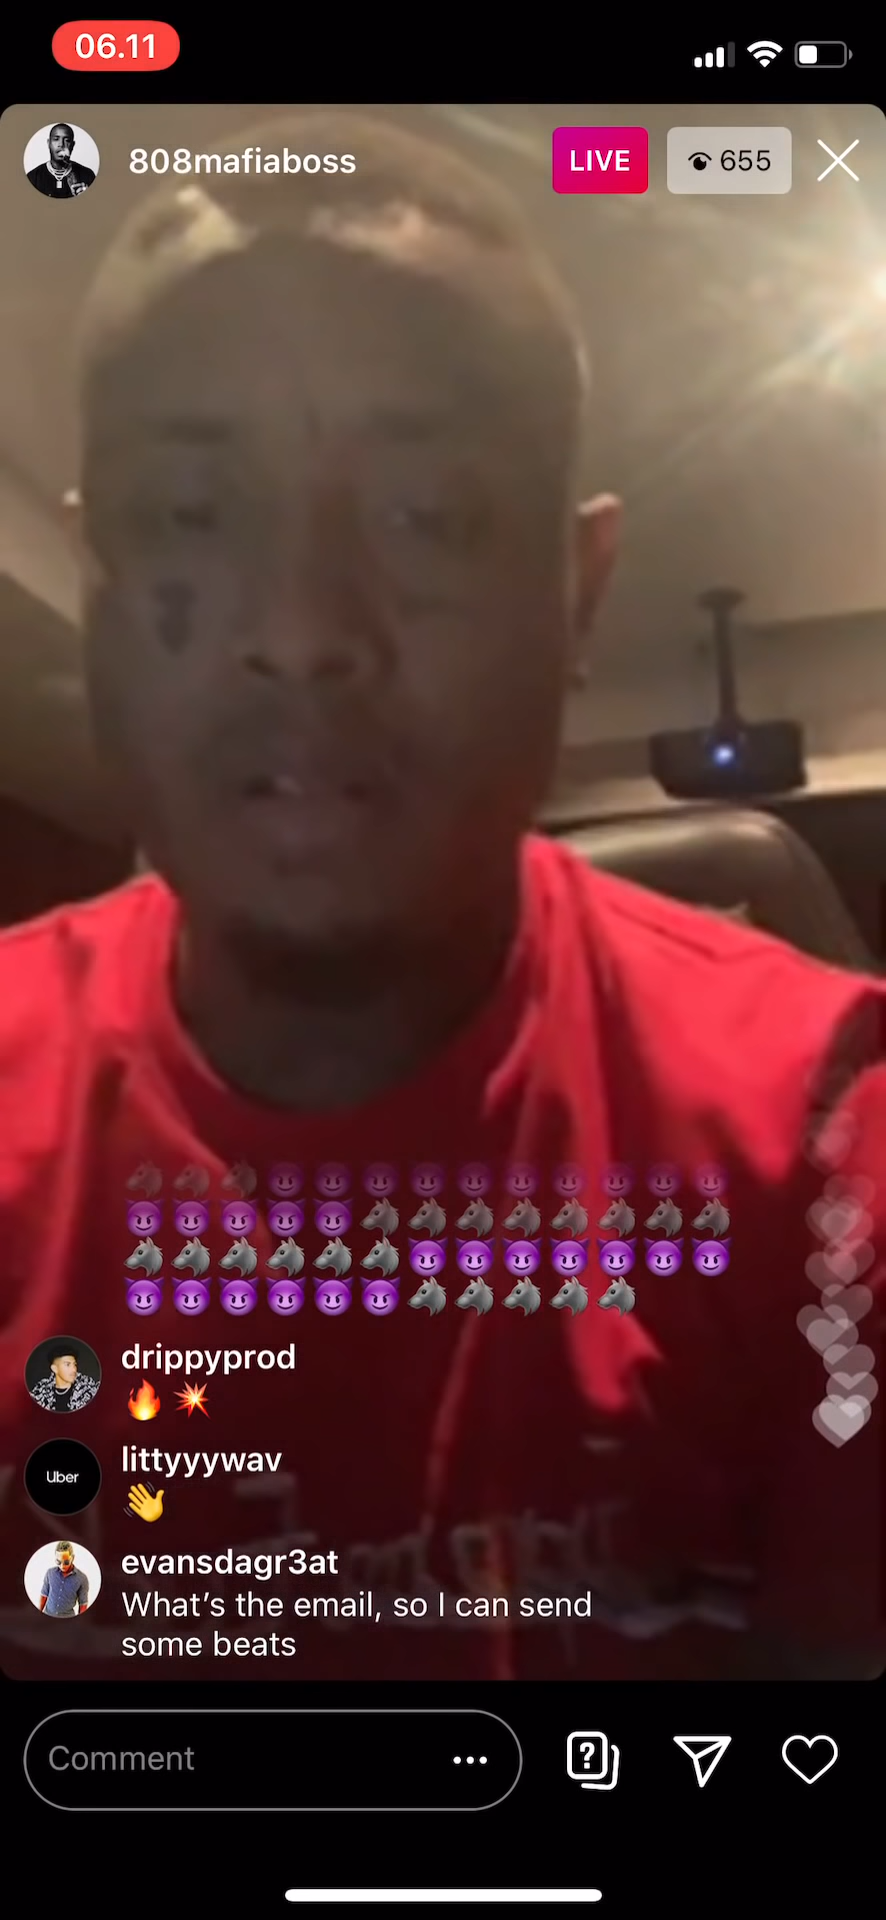 06.11
808mafiaboss
LIVE
655
drippyprod
littyyywav
Uber
evansdagr3at
What's the email, so I can send
some beats
Comment